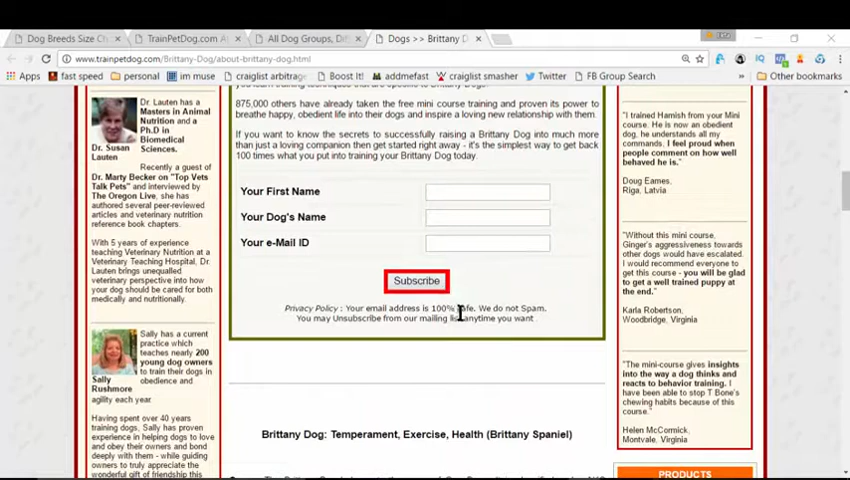 Dog Breeds Size Ch
TrainPetDog.com A
All Dog Groups, Dif
Dogs >> Brittany D
www.trainpetdog.com/Brittany-Dog/about-brittany-dog.html
Apps
fast speed
personal
im muse
craiglist arbitrage
Boost It!
addmefast
craiglist smasher
Twitter
FB Group Search
»
Other bookmarks
Dr. Susan
Lauten
Dr. Lauten has a
Masters in Animal
Nutrition and a
Ph.D in
Biomedical
Sciences.
Recently a guest of
Dr. Marty Becker on "Top Vets
Talk Pets" and interviewed by
The Oregon Live, she has
authored several peer-reviewed
articles and veterinary nutrition
reference book chapters.
With 5 years of experience
teaching Veterinary Nutrition at a
Veterinary Teaching Hospital, Dr.
Lauten brings unequalled
veterinary perspective into how
your dog should be cared for both
medically and nutritionally.
Sally
Rushmore
Sally has a current
practice which
teaches nearly 200
young dog owners
to train their dogs in
obedience and
agility each year.
Having spent over 40 years
training dogs, Sally has proven
experience in helping dogs to love
and obey their owners and bond
deeply with them - while guiding
owners to truly appreciate the
wonderful gift of friendship this
875,000 others have already taken the free mini course training and proven its power to
breathe happy, obedient life into their dogs and inspire a loving new relationship with them.
If you want to know the secrets to successfully raising a Brittany Dog into much more
than just a loving companion then get started right away - it's the simplest way to get back
100 times what you put into training your Brittany Dog today.
Your First Name
Your Dog's Name
Your e-Mail ID
Subscribe
Privacy Policy : Your email address is 100% safe. We do not Spam.
You may Unsubscribe from our mailing list anytime you want
Brittany Dog: Temperament, Exercise, Health (Brittany Spaniel)
"I trained Hamish from your Mini
course. He is now an obedient
dog, he understands all my
commands. I feel proud when
people comment on how well
behaved he is."
Doug Eames,
Riga, Latvia
"Without this mini course,
Ginger's aggressiveness towards
other dogs would have escalated.
I would recommend everyone to
get this course - you will be glad
to get a well trained puppy at
the end."
Karla Robertson,
Woodbridge, Virginia
"The mini-course gives insights
into the way a dog thinks and
reacts to behavior training. I
have been able to stop T Bone's
chewing habits because of this
course."
Helen McCormick,
Montvale, Virginia
PRODUCTS